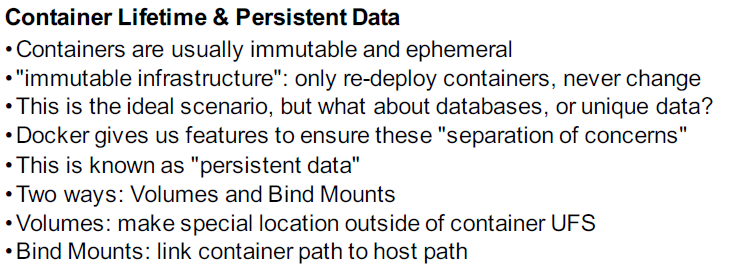 Container Lifetime & Persistent Data
•Containers are usually immutable and ephemeral
•"immutable infrastructure": only re-deploy containers, never change
•This is the ideal scenario, but what about databases, or unique data?
•Docker gives us features to ensure these "separation of concerns"
•This is known as "persistent data"
•Two ways: Volumes and Bind Mounts
•Volumes: make special location outside of container UFS
•Bind Mounts: link container path to host path